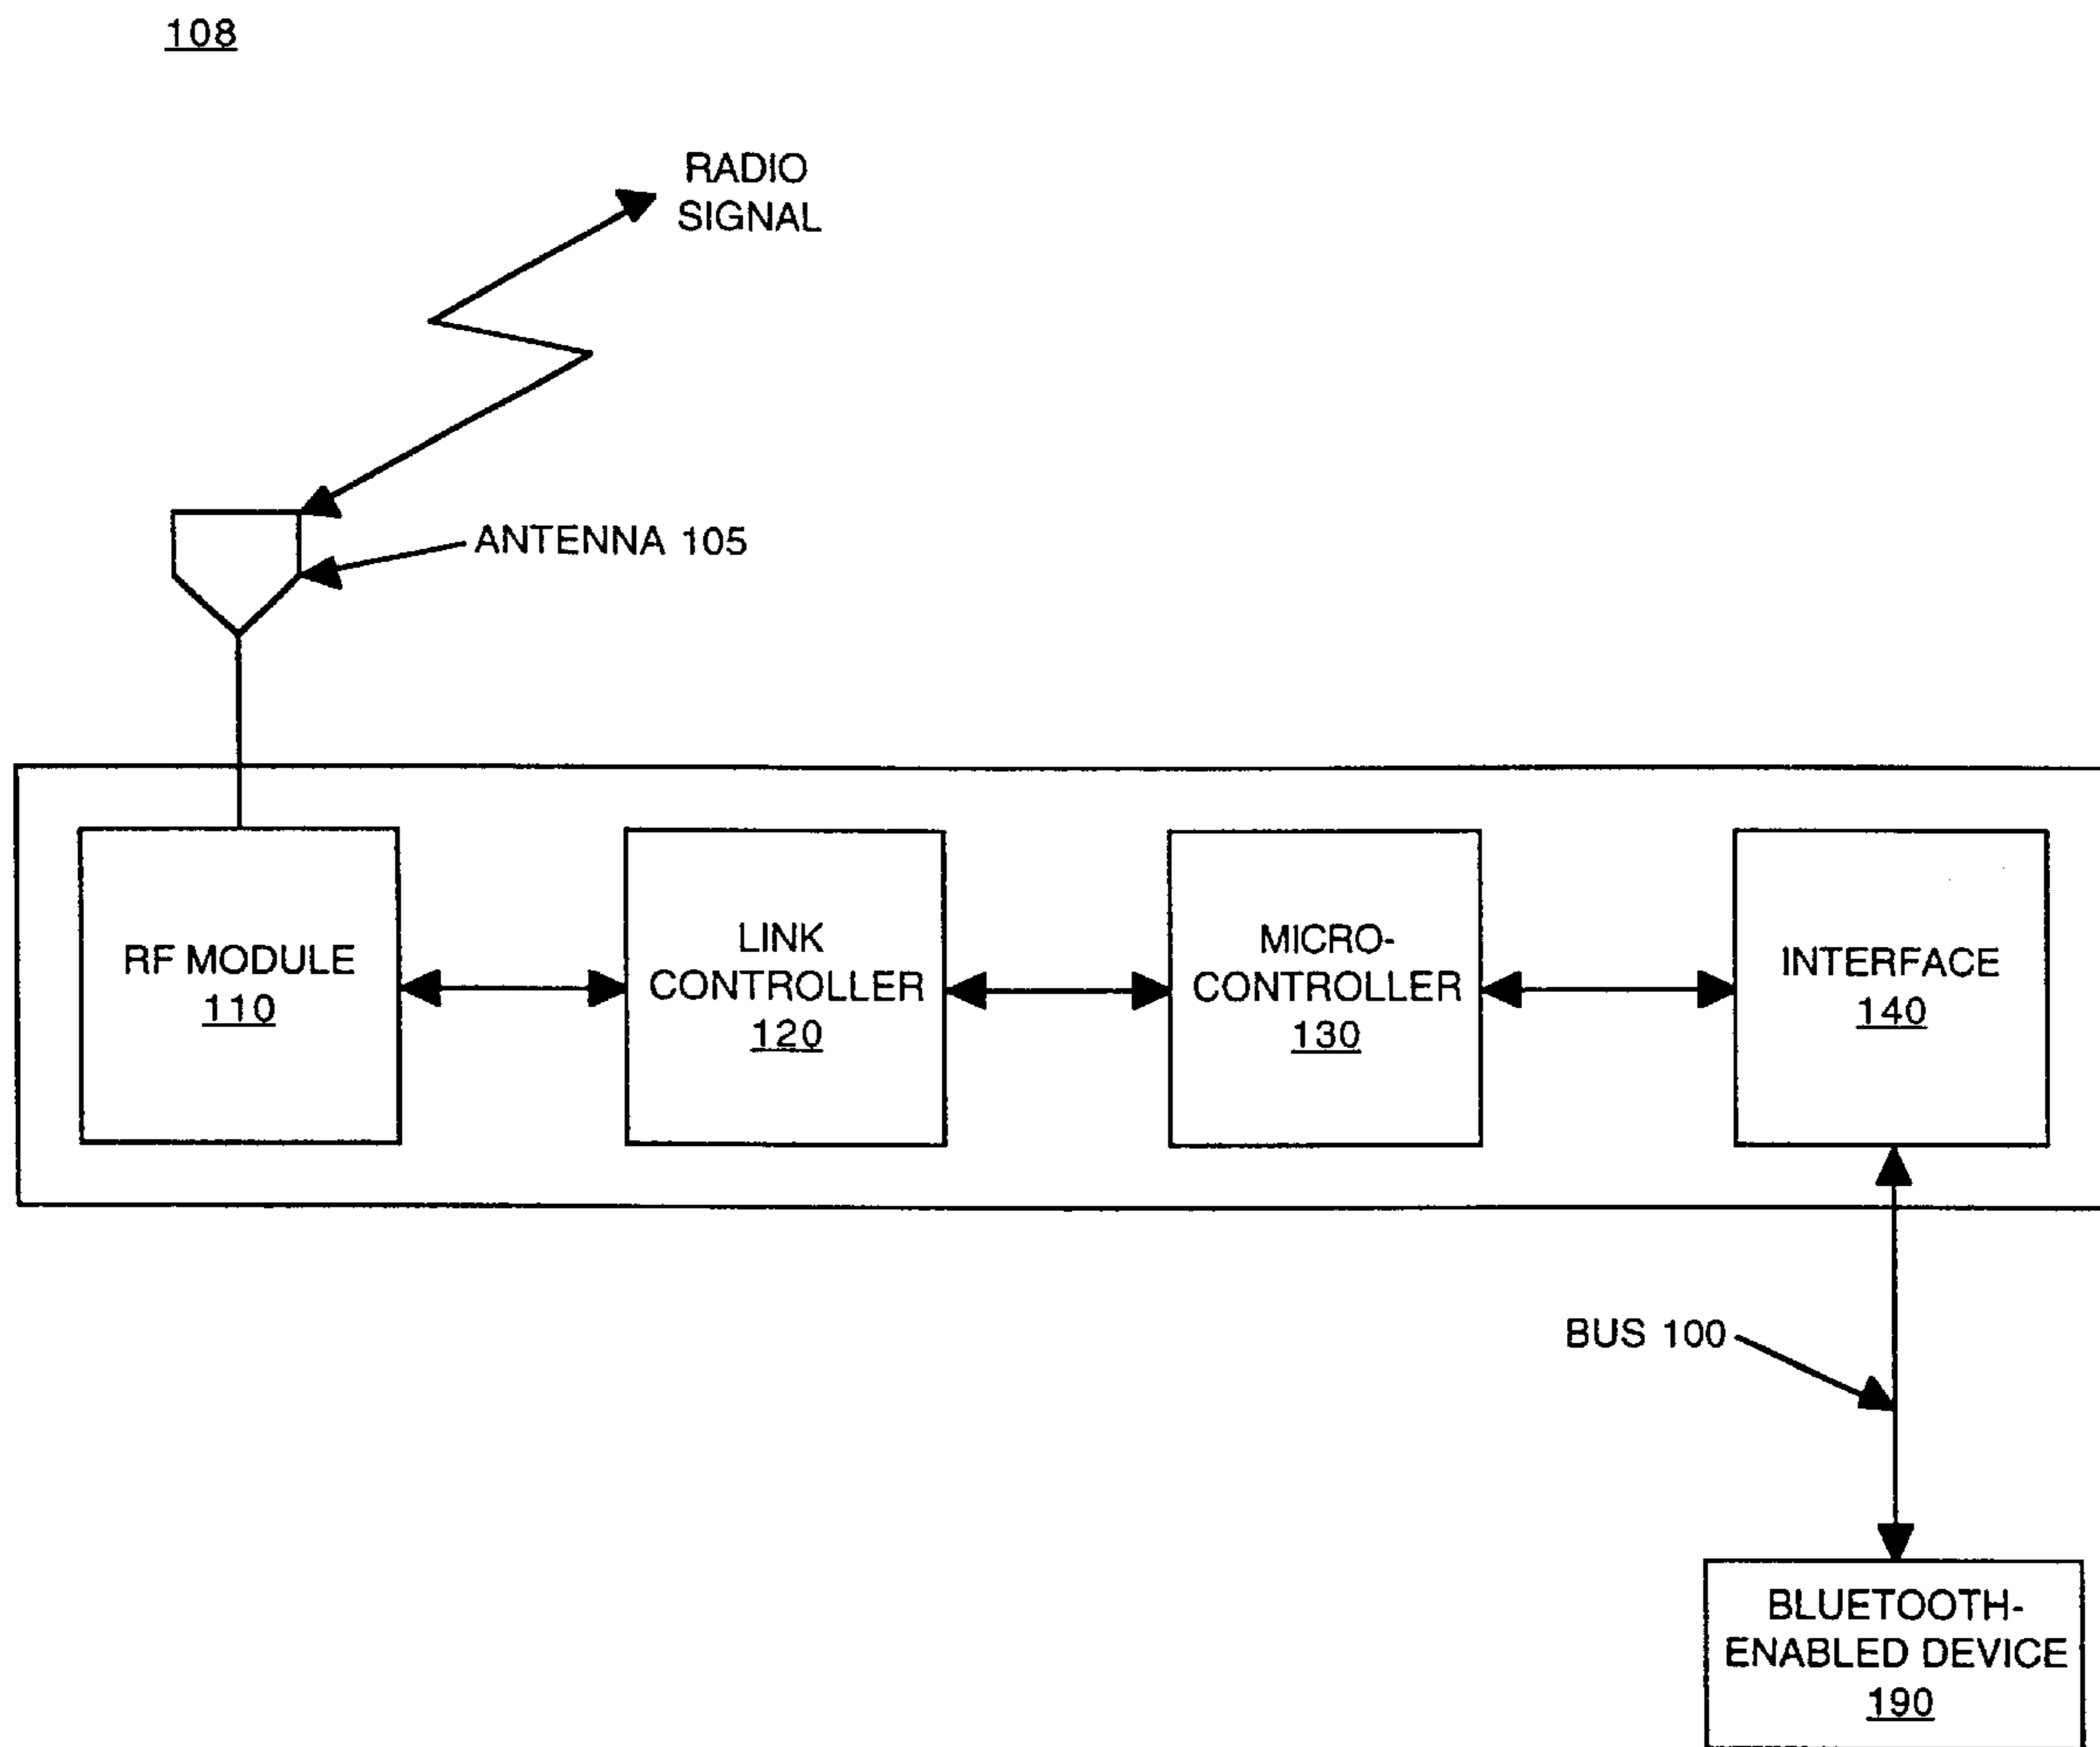 108
RADIO
SIGNAL
ANTENNA 105
RF MODULE
110
LINK
CONTROLLER
120
MICRO-
CONTROLLER
130
INTERFACE
140
BUS 100
BLUETOOTH-
ENABLED DEVICE
190